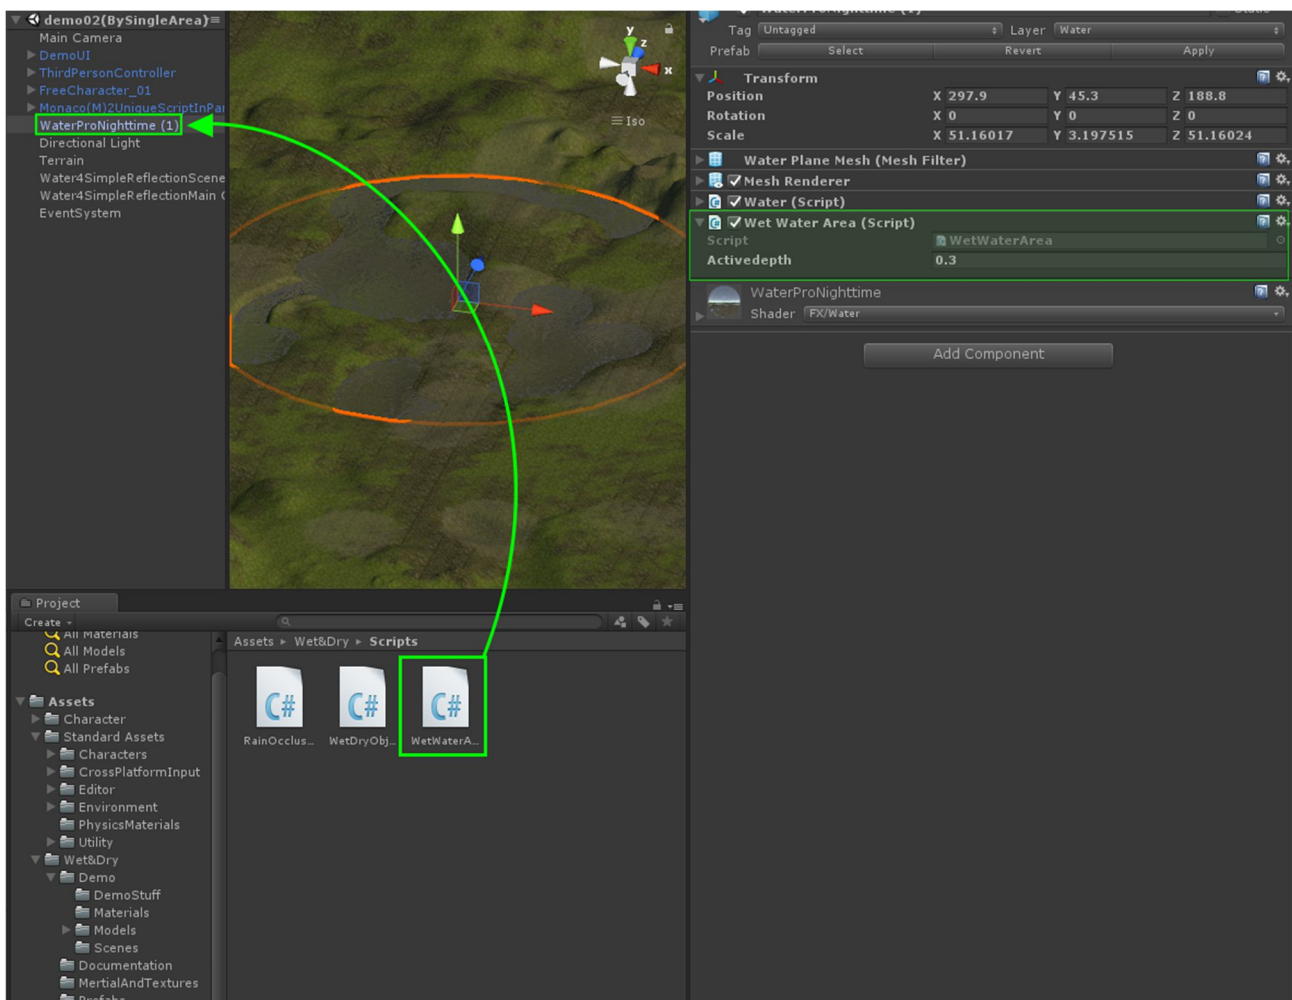 demo02{BySingleArea}
Main Camera
DemoUI
ThirdPersonController
FreeCharacter_01
Monaco(M)2UniqueScriptInPar
WaterProNighttime (1)
Directional Light
Terrain
Water4SimpleReflectionScene
Water4SimpleReflectionMain C
EventSystem
y
z
x
Iso
WaterProNighttime (1)
Static
Tag Untagged Layer Water
Prefab Select Revert Apply
Transform
Position X 297.9 Y 45.3 Z 188.8
Rotation X 0 Y 0 Z 0
Scale X 51.16017 Y 3.197515 Z 51.16024
Water Plane Mesh (Mesh Filter)
Mesh Renderer
Water (Script)
Wet Water Area (Script)
Script WetWaterArea
Activedepth 0.3
WaterProNighttime
Shader FX/Water
Add Component
Project
Create
All Materials
All Models
All Prefabs
Assets
Character
Standard Assets
Characters
CrossPlatformInput
Editor
Environment
PhysicsMaterials
Utility
Wet&Dry
Demo
DemoStuff
Materials
Models
Scenes
Documentation
MertialAndTextures
Prefabs
Assets Wet&Dry Scripts
C# C# C#
RainOcclus... WetDryObj... WetWaterA...